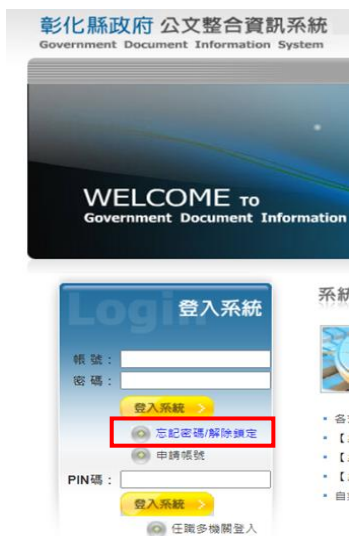 彰化縣政府 公文整合資訊系統
Government Document Information System
WELCOME TO
Government Document Information
Login
登入系統
系統
帳號：
密碼：
登入系統
忘記密碼/解除鎖定
申請帳號
PIN碼：
登入系統
任職多機關登入